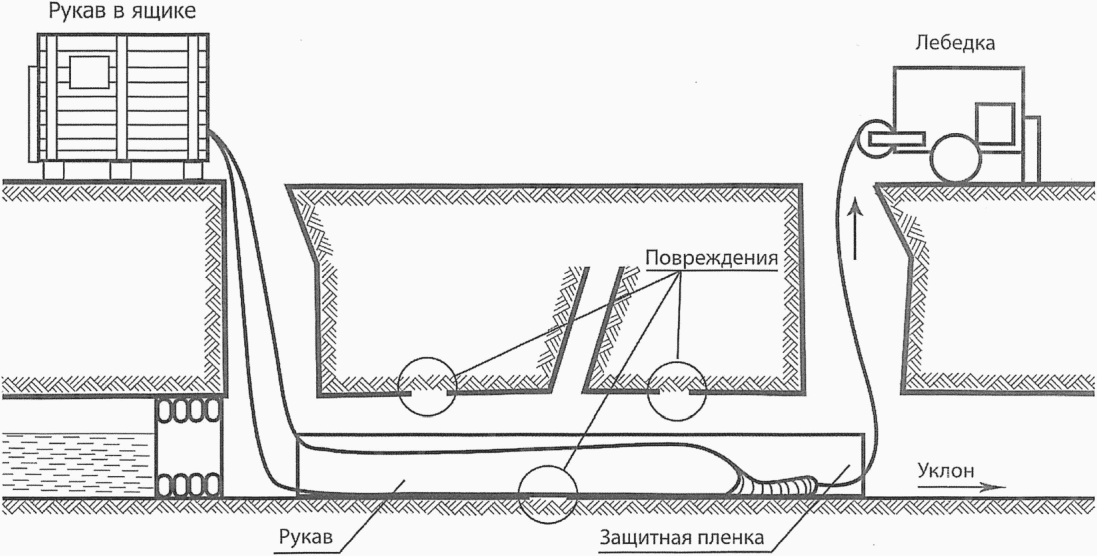 Рукав в ящике
Лебедка
Повреждения
Уклон
Рукав
Защитная пленка